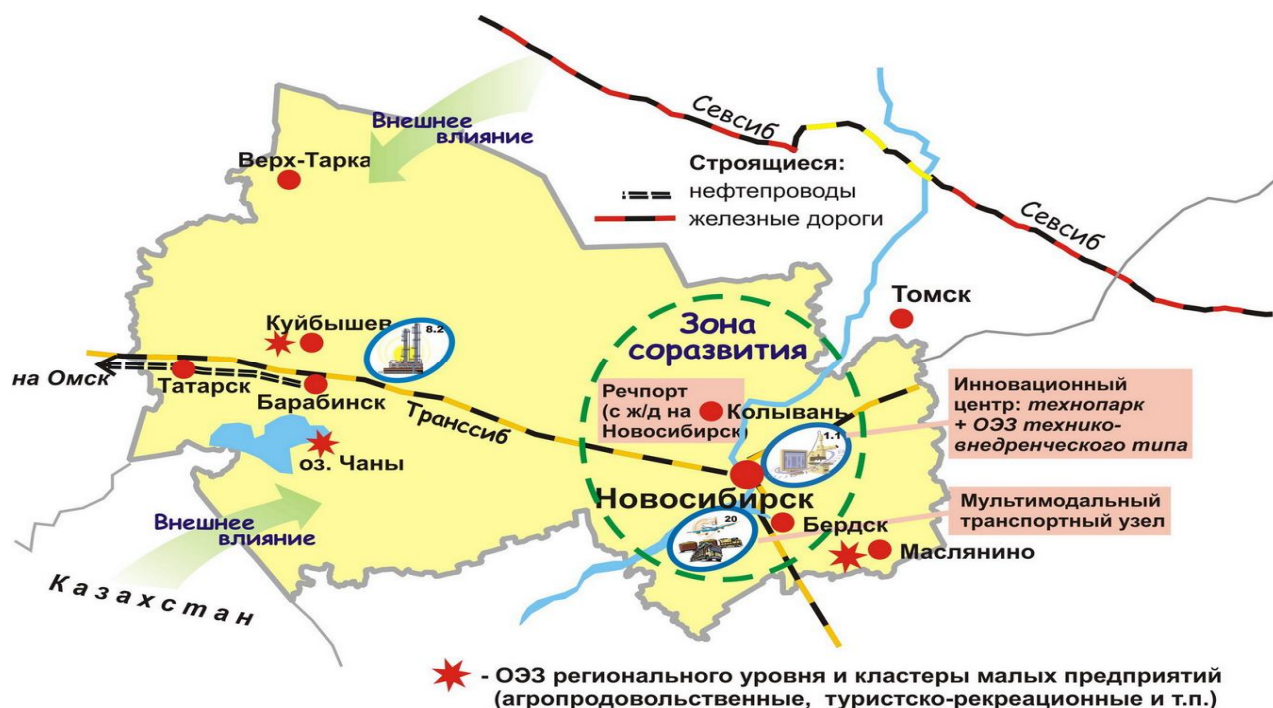 Севсиб
Внешнее
влияние
Верх-Тарка
Строящиеся:
нефтепроводы
железные дороги
Севсиб
Томск
Зона
соразвития
Куйбышев
8.2
на Омск
Татарск
Барабинск
Транссиб
Речпорт
(с ж/д на
Новосибирск)
Колывань
1.1
Инновационный
центр: технопарк
+ ОЭЗ технико-
внедренческого типа
оз. Чаны
Новосибирск
20
Бердск
Мультимодальный
транспортный узел
Маслянино
Внешнее
влияние
Казахстан
- ОЭЗ регионального уровня и кластеры малых предприятий
(агропродовольственные, туристско-рекреационные и т.п.)